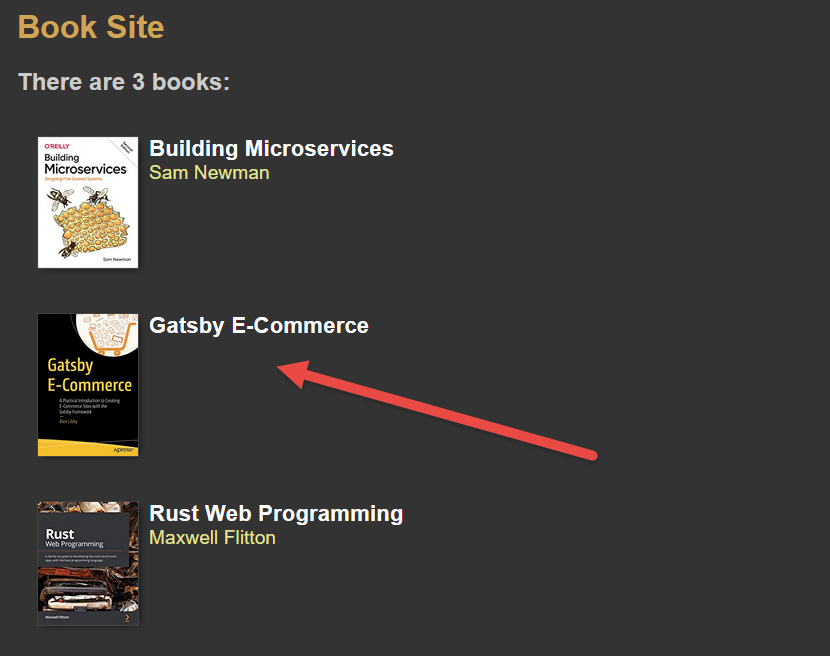 Book Site
There are 3 books:
O'REILLY
Building
Microservices
Designing Fine-Grained Systems
Sam Newman
Building Microservices
Sam Newman
Gatsby
E-Commerce
A Practical Introduction to Creating
E-Commerce Sites with the
Gatsby Framework
Alex Libby
Apress
Gatsby E-Commerce
Rust
Web Programming
A hands-on guide to developing fast and secure web
apps with the Rust programming language
Maxwell Flitton
Rust Web Programming
Maxwell Flitton